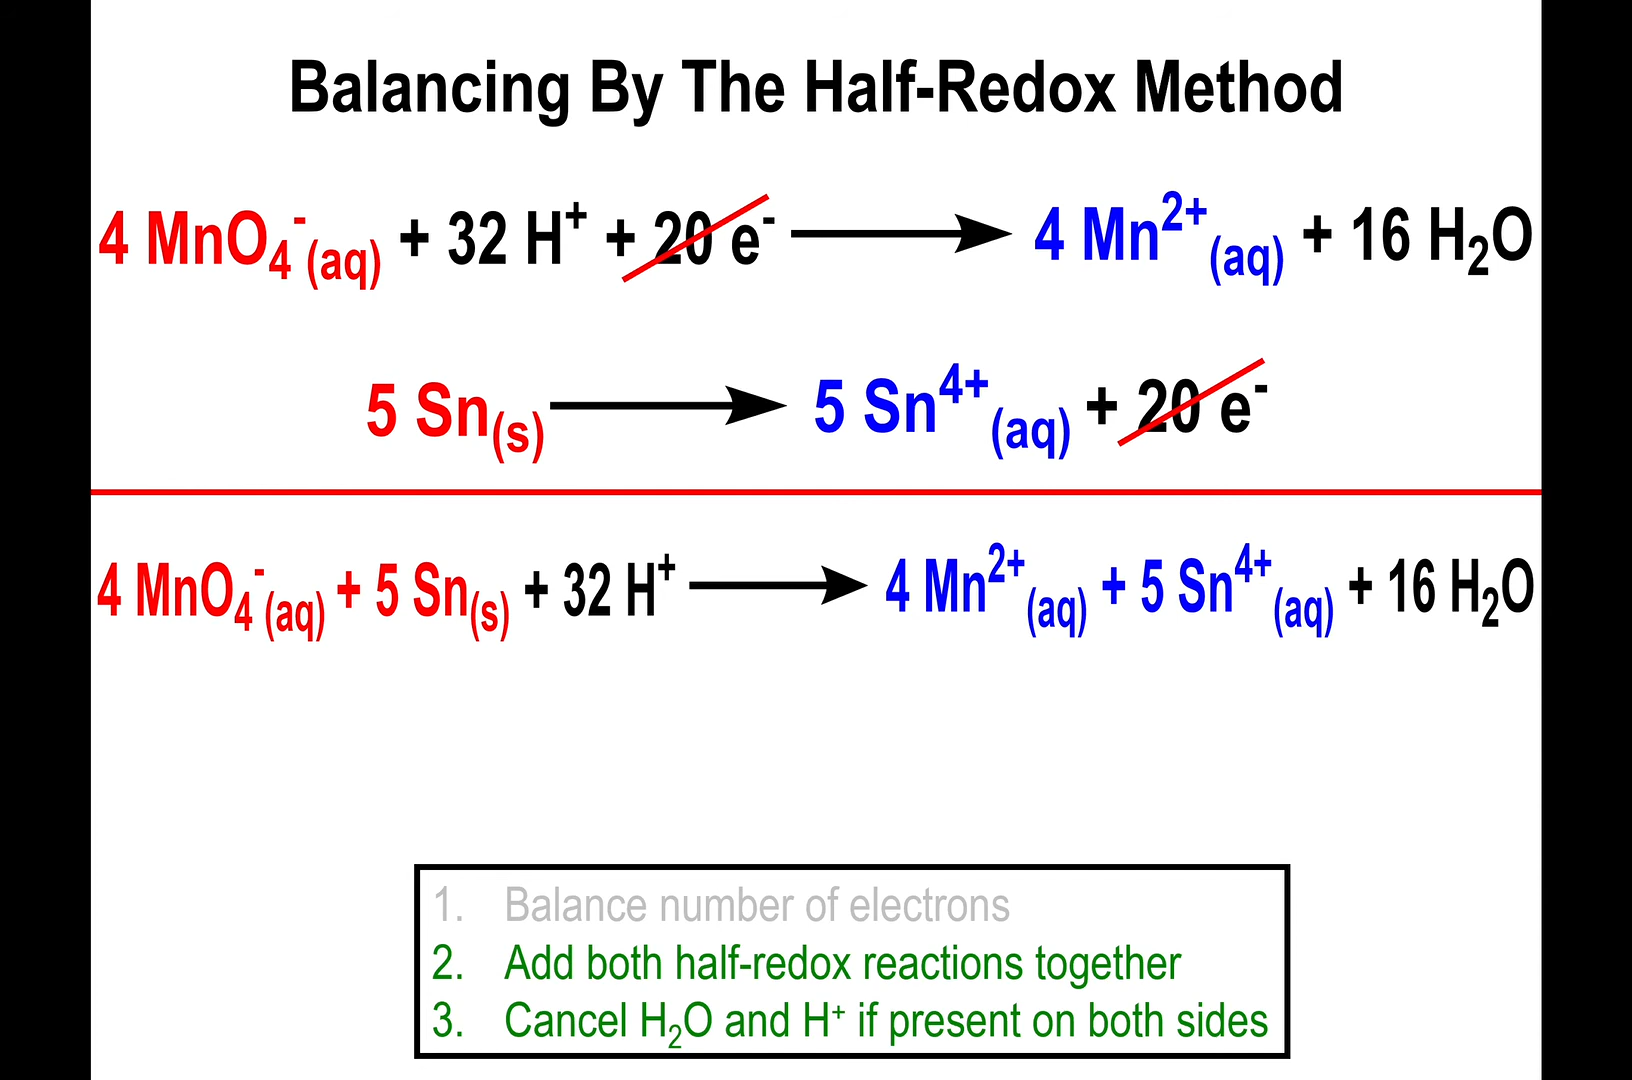 Balancing By The Half-Redox Method
4 MnO₄⁻(aq) + 32 H⁺ + 20 e⁻ ⟶ 4 Mn²⁺(aq) + 16 H₂O
5 Sn(s) ⟶ 5 Sn⁴⁺(aq) + 20 e⁻
4 MnO₄⁻(aq) + 5 Sn(s) + 32 H⁺ ⟶ 4 Mn²⁺(aq) + 5 Sn⁴⁺(aq) + 16 H₂O
1. Balance number of electrons
2. Add both half-redox reactions together
3. Cancel H₂O and H⁺ if present on both sides